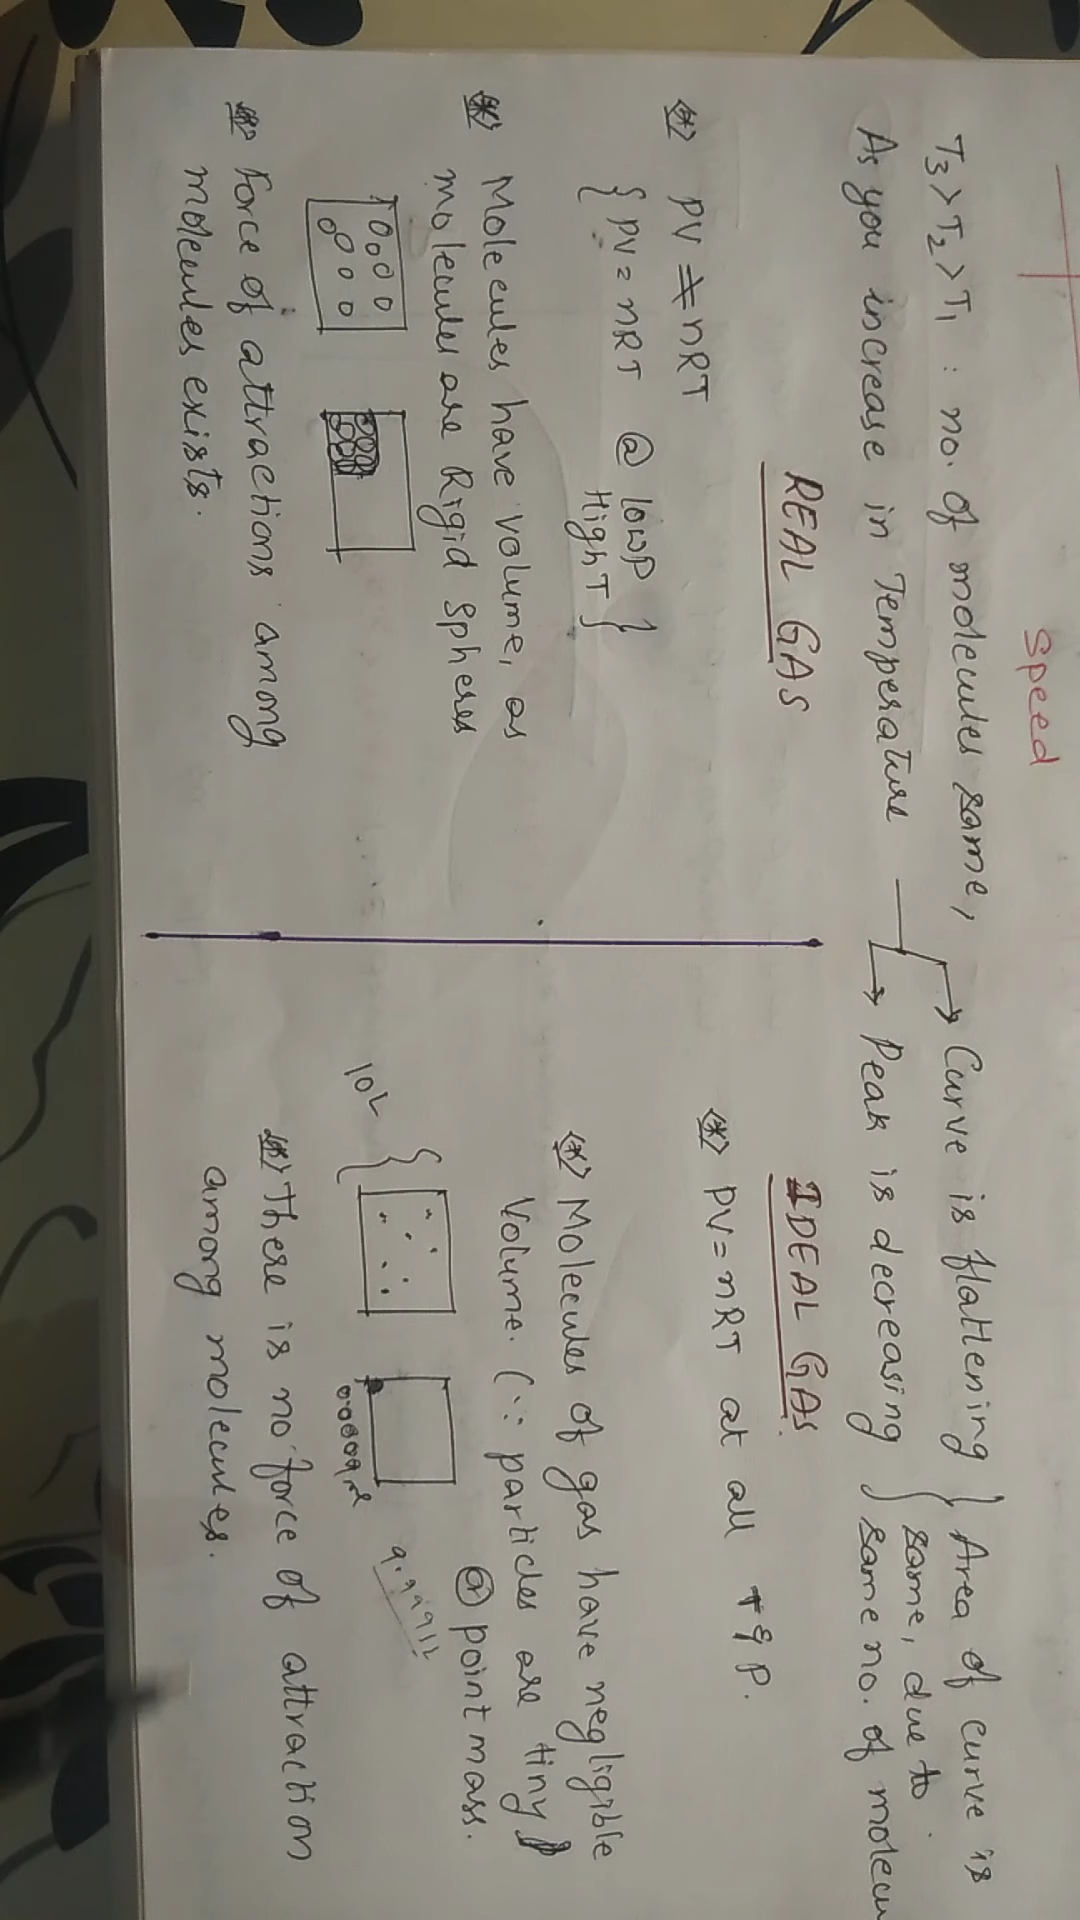 Speed
T3 > T2 > T1 : no. of molecules same,
As you increase in Temperature
→ Curve is flattening
→ Peak is decreasing
} Area of curve is
same, due to
same no. of molecu
REAL GAS
(*) PV ≠ nRT
{ PV = nRT @ low P
High T }
(*) Molecules have volume, as
molecules are Rigid spheres
(*) Force of attractions among
molecules exists.
IDEAL GAS
(*) PV = nRT at all T & P.
(*) Molecules of gas have negligible
Volume. (∵ particles are tiny
or point mass.
10L {
9.999L
(*) There is no force of attraction
among molecules.